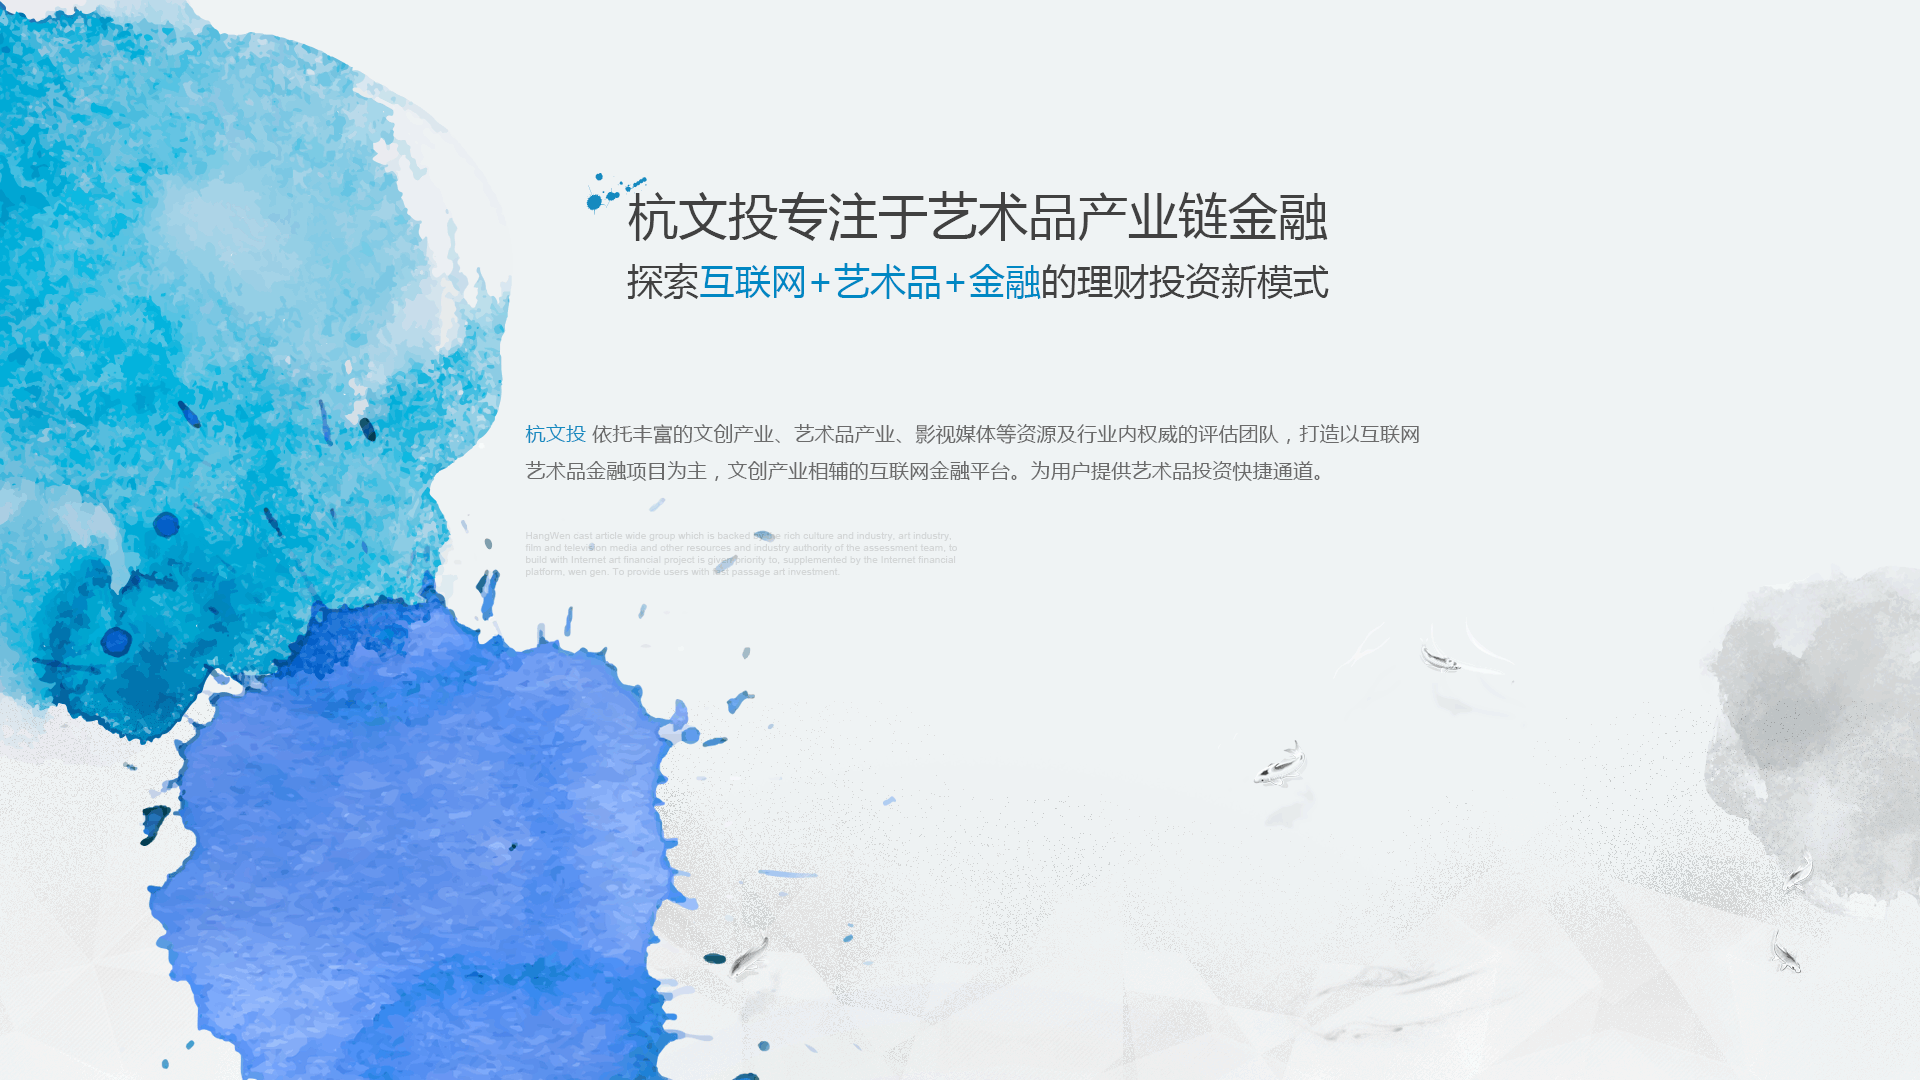 杭文投专注于艺术品产业链金融
探索互联网+艺术品+金融的理财投资新模式
杭文投 依托丰富的文创产业、艺术品产业、影视媒体等资源及行业内权威的评估团队，打造以互联网
艺术品金融项目为主，文创产业相辅的互联网金融平台。为用户提供艺术品投资快捷通道。
HangWen cast article wide group which is backed by the rich culture and industry, art industry,
film and television media and other resources and industry authority of the assessment team, to
build with Internet art financial project is given priority to, supplemented by the Internet financial
platform, wen gen. To provide users with fast passage art investment.